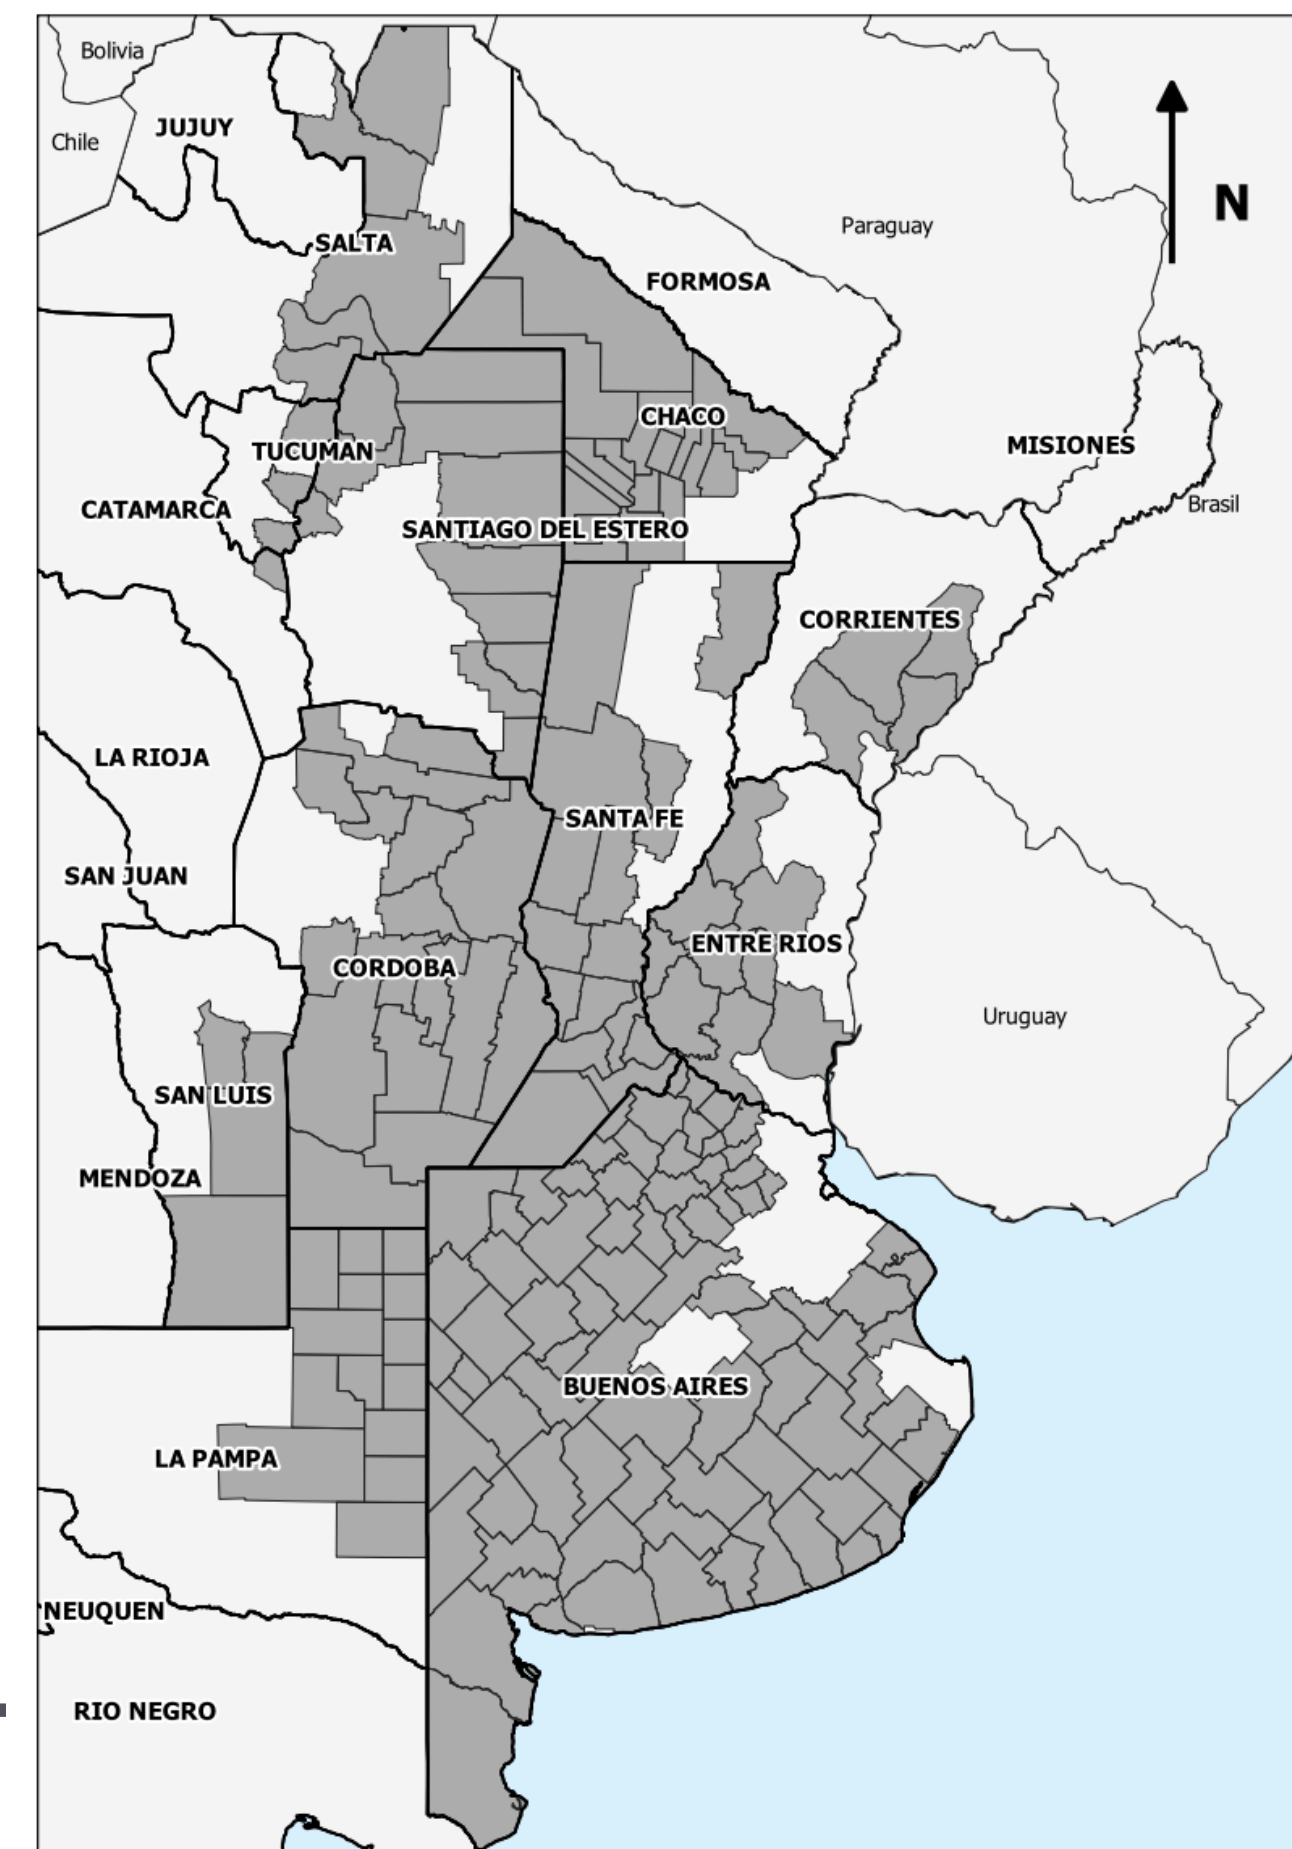 Bolivia
JUJUY
Chile
N
Paraguay
SALTA
FORMOSA
CHACO
MISIONES
TUCUMAN
CATAMARCA
Brasil
SANTIAGO DEL ESTERO
CORRIENTES
LA RIOJA
SANTA FE
SAN JUAN
ENTRE RIOS
CORDOBA
Uruguay
SAN LUIS
MENDOZA
BUENOS AIRES
LA PAMPA
NEUQUEN
RIO NEGRO